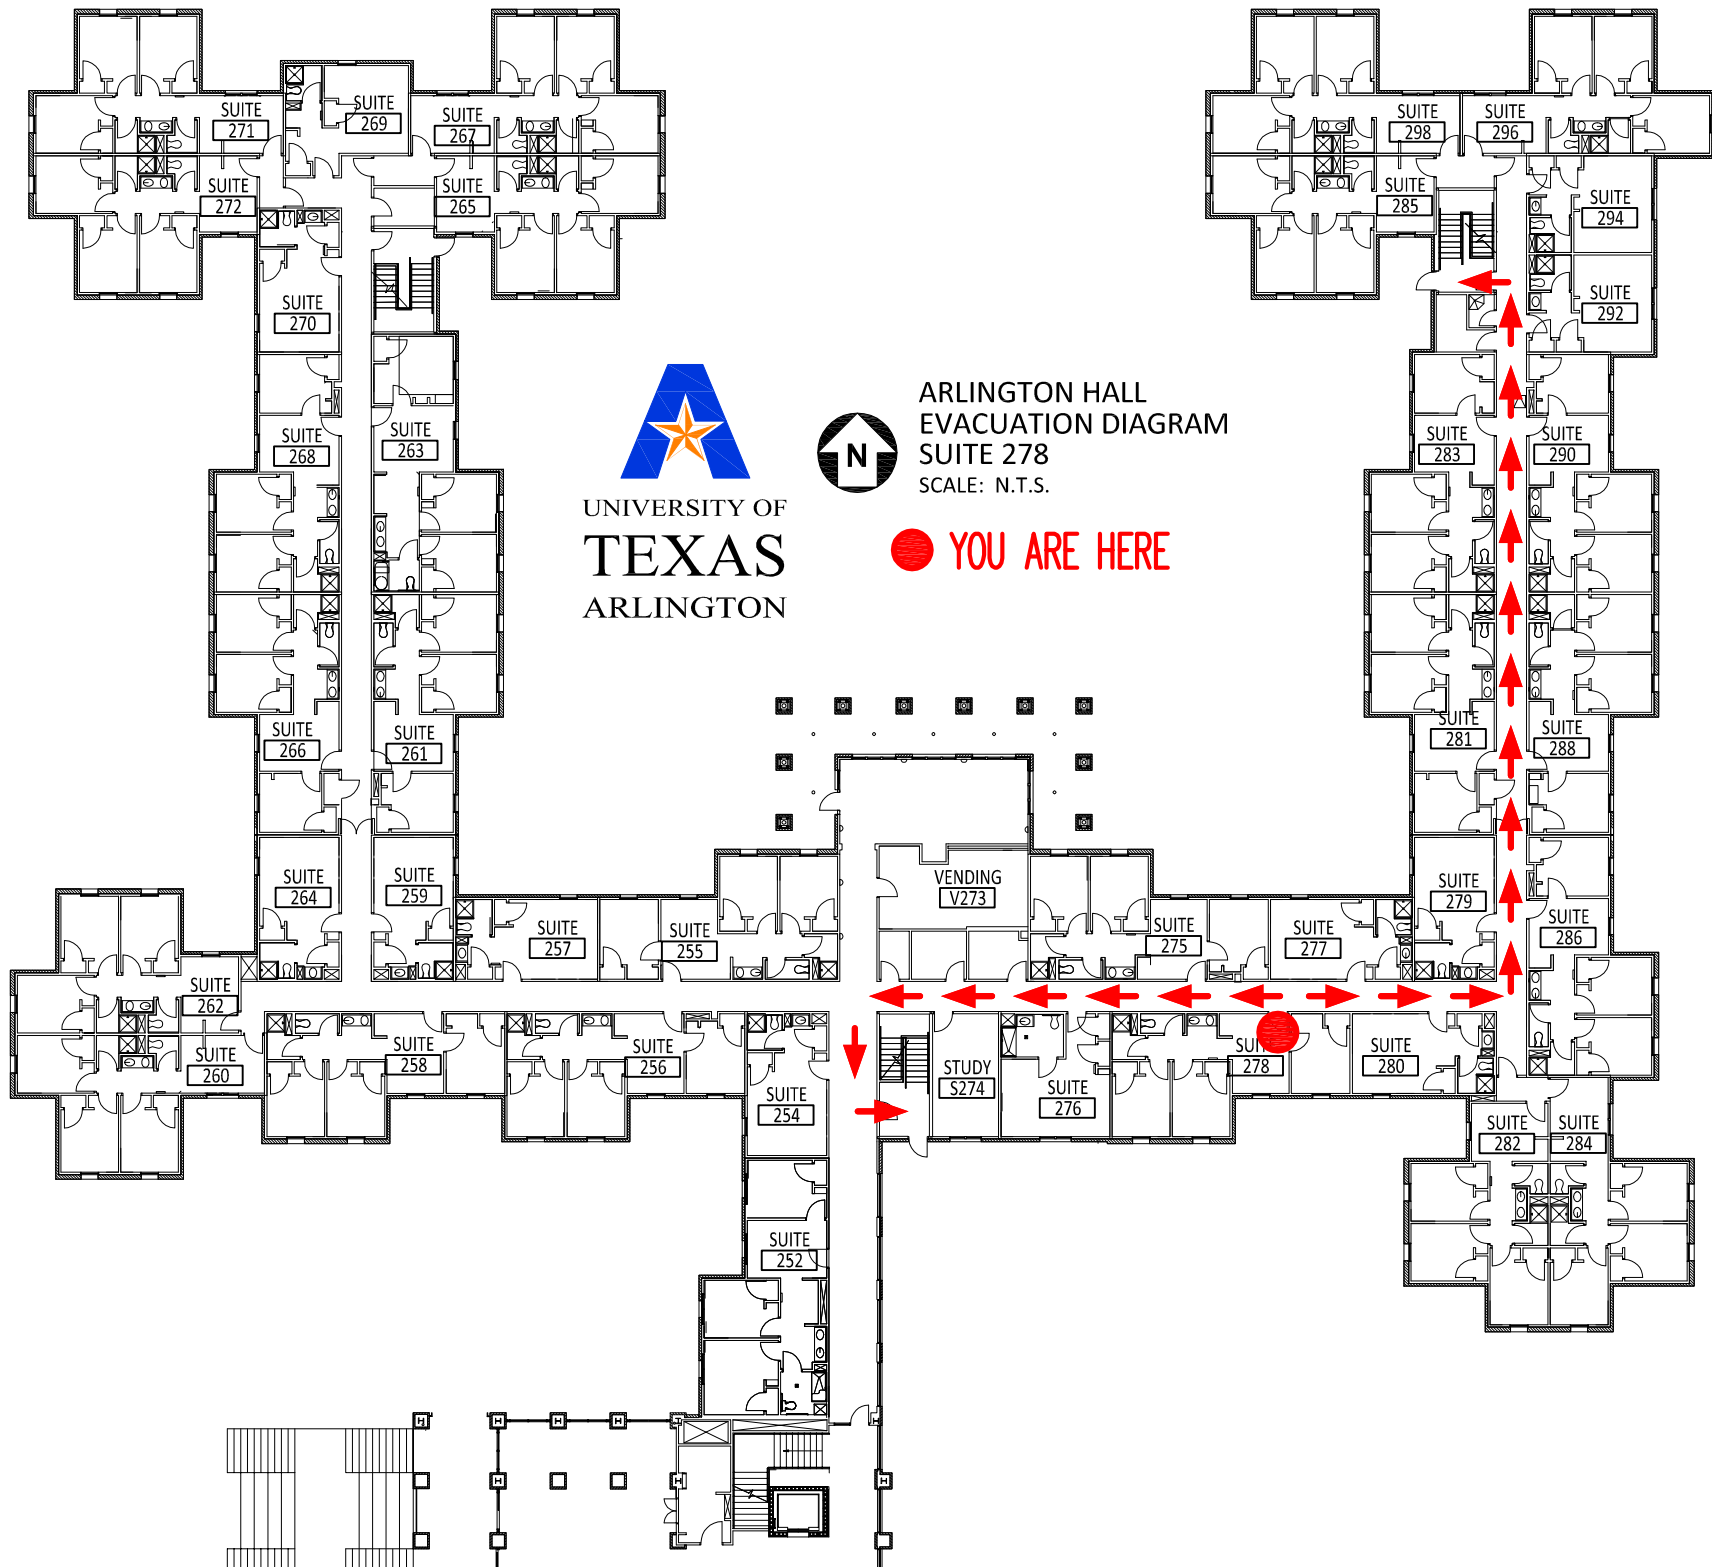 SUITE
271
SUITE
269
SUITE
267
SUITE
298
SUITE
296
SUITE
272
SUITE
265
SUITE
285
SUITE
294
SUITE
270
SUITE
292
ARLINGTON HALL
EVACUATION DIAGRAM
SUITE 278
SCALE: N.T.S.
N
SUITE
268
SUITE
263
SUITE
283
SUITE
290
UNIVERSITY OF
TEXAS
ARLINGTON
YOU ARE HERE
SUITE
266
SUITE
261
SUITE
281
SUITE
288
SUITE
264
SUITE
259
VENDING
V273
SUITE
279
SUITE
257
SUITE
255
SUITE
275
SUITE
277
SUITE
286
SUITE
262
SUITE
260
SUITE
258
SUITE
256
SUITE
254
STUDY
S274
SUITE
276
SUITE
278
SUITE
280
SUITE
282
SUITE
284
SUITE
252
H
H
H
H
H
H
H
H
H